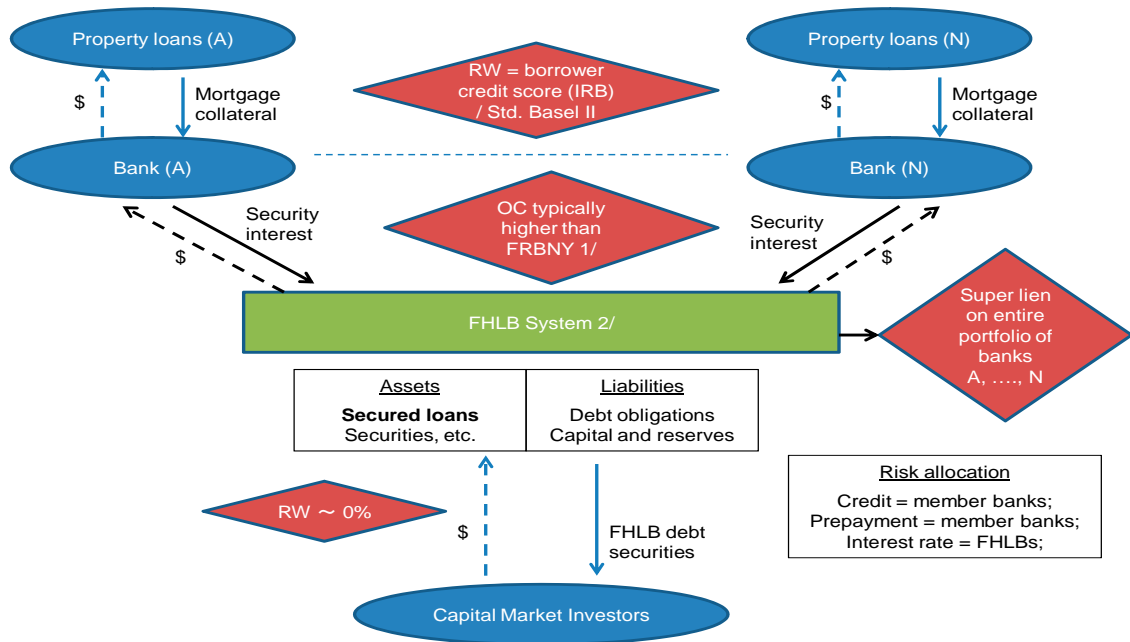 Property loans (A)
Property loans (N)
RW = borrower
credit score (IRB)
/ Std. Basel II
$
Mortgage
collateral
$
Mortgage
collateral
Bank (A)
Bank (N)
OC typically
higher than
FRBNY 1/
Security
interest
$
Security
interest
$
FHLB System 2/
Super lien
on entire
portfolio of
banks
A, …., N
Assets
Secured loans
Securities, etc.
Liabilities
Debt obligations
Capital and reserves
Risk allocation
Credit = member banks;
Prepayment = member banks;
Interest rate = FHLBs;
RW ~ 0%
$
FHLB debt
securities
Capital Market Investors